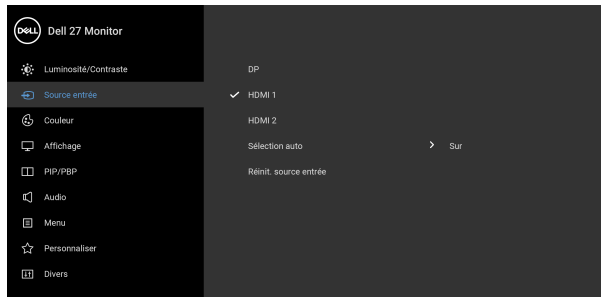 DELL Dell 27 Monitor
Luminosité/Contraste
Source entrée
Couleur
Affichage
PIP/PBP
Audio
Menu
Personnaliser
Divers
DP
HDMI 1
HDMI 2
Sélection auto Sur
Réinit. source entrée